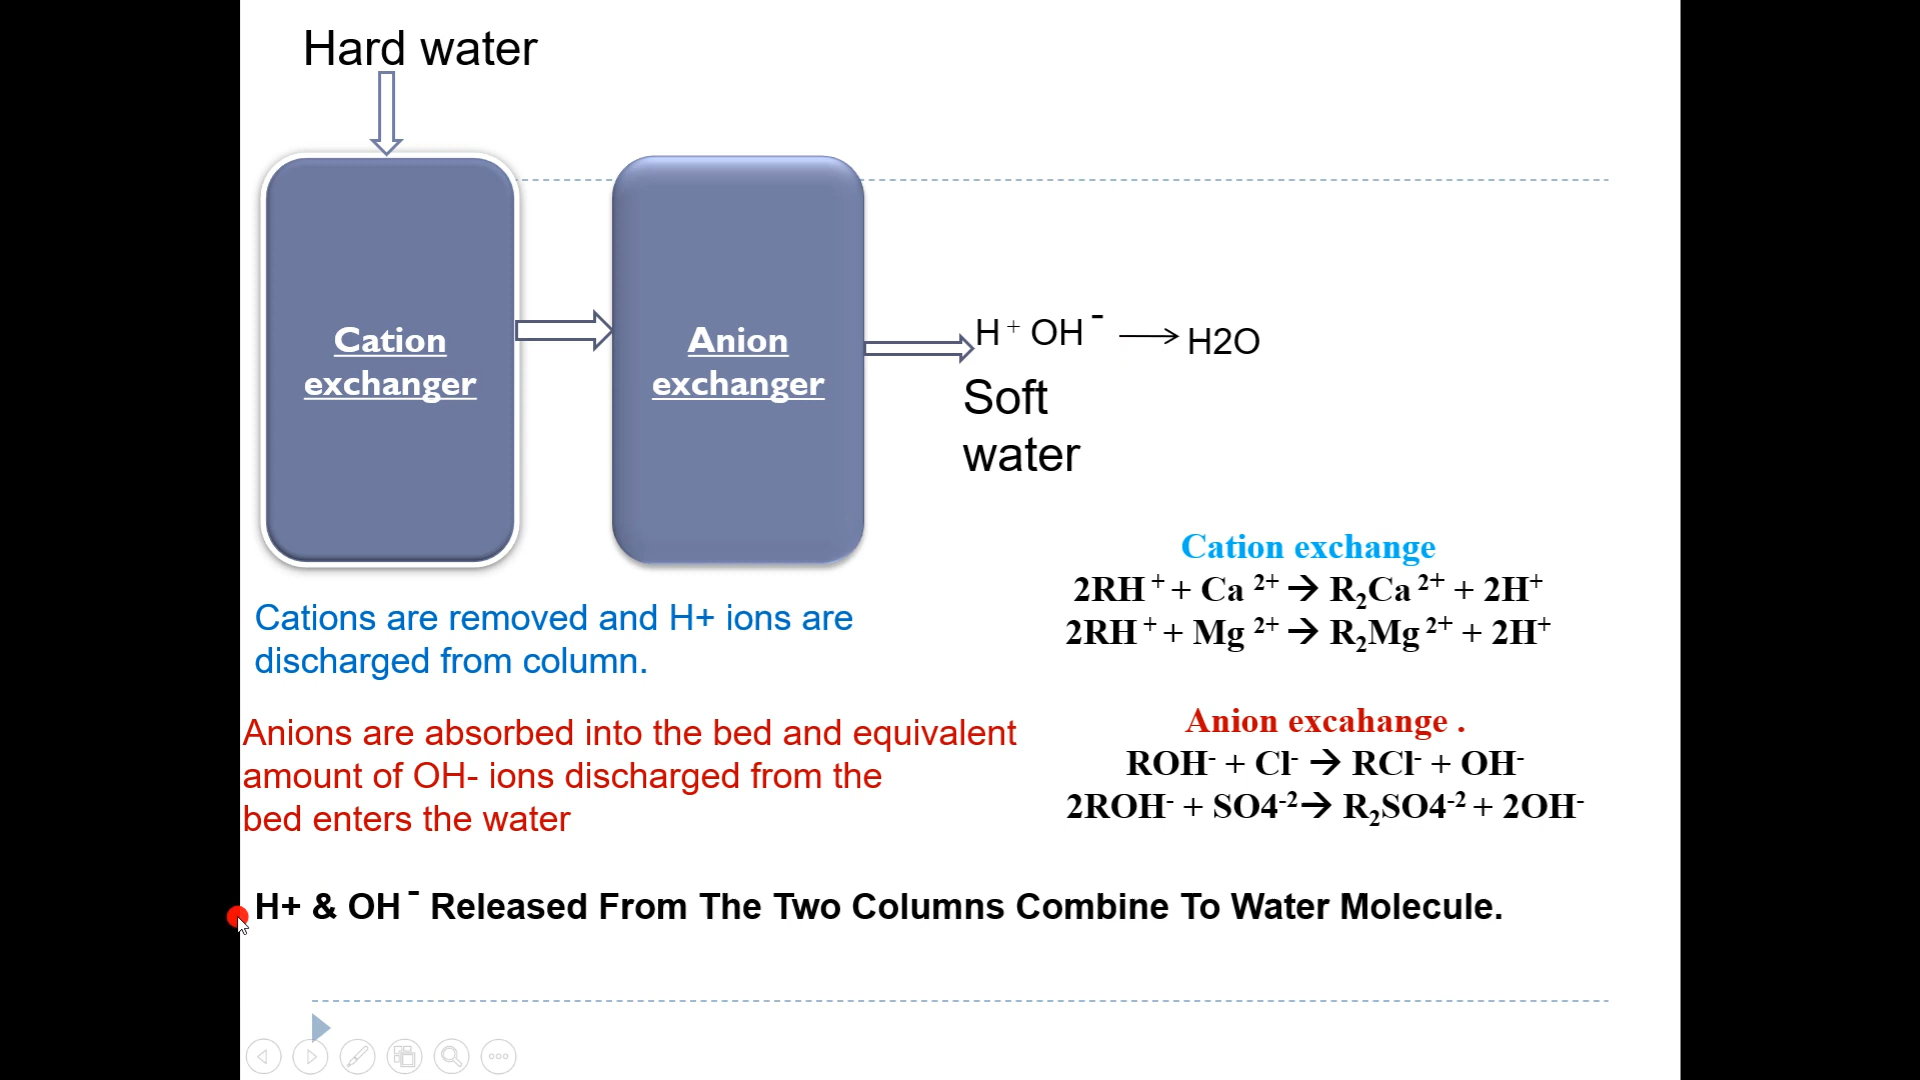 Hard water
Cation
exchanger
Anion
exchanger
H⁺ OH⁻ ⟶ H2O
Soft
water
Cations are removed and H+ ions are
discharged from column.
Anions are absorbed into the bed and equivalent
amount of OH- ions discharged from the
bed enters the water
Cation exchange
2RH⁺ + Ca ²⁺ → R₂Ca ²⁺ + 2H⁺
2RH⁺ + Mg ²⁺ → R₂Mg ²⁺ + 2H⁺
Anion excahange .
ROH⁻ + Cl⁻ → RCl⁻ + OH⁻
2ROH⁻ + SO4⁻² → R₂SO4⁻² + 2OH⁻
H+ & OH⁻ Released From The Two Columns Combine To Water Molecule.